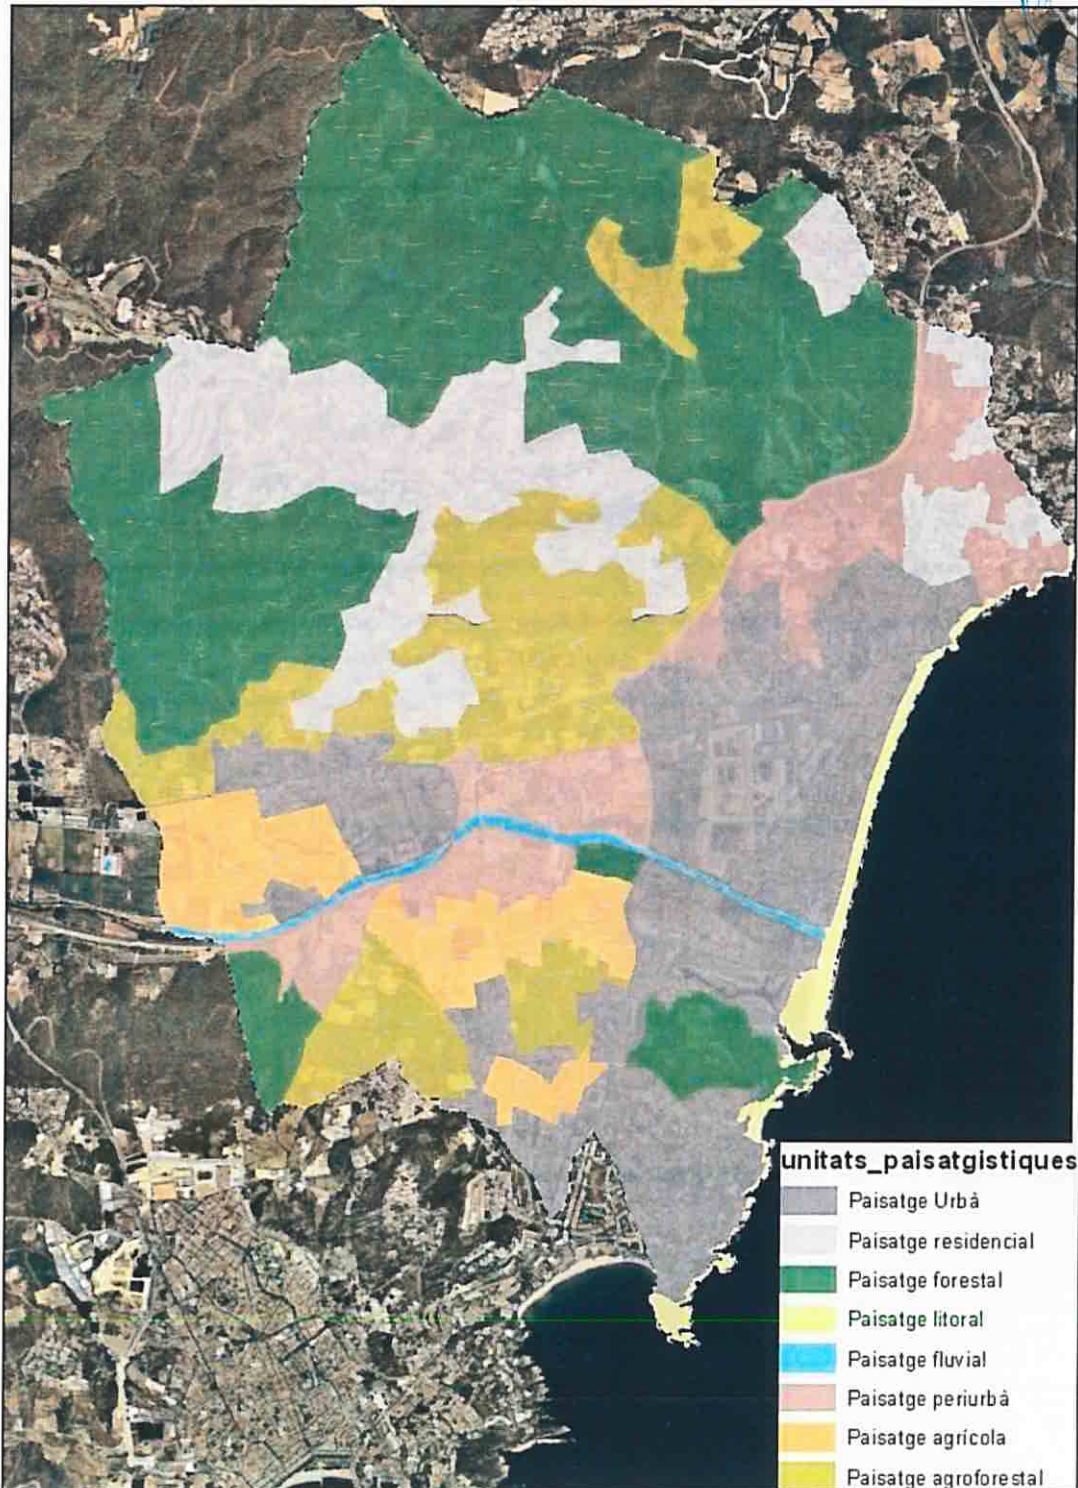 unitats_paisatgistiques
Paisatge Urbà
Paisatge residencial
Paisatge forestal
Paisatge litoral
Paisatge fluvial
Paisatge periurbà
Paisatge agrícola
Paisatge agroforestal